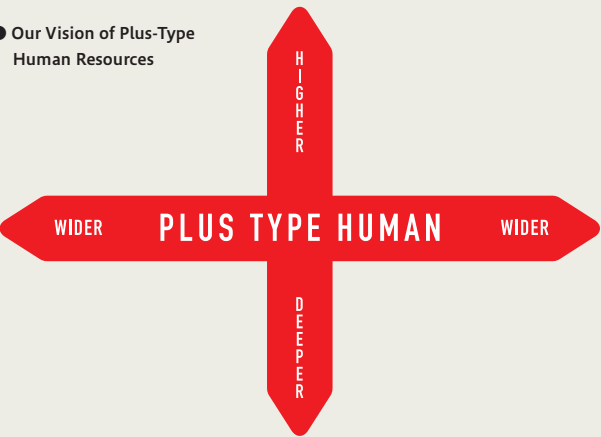 ● Our Vision of Plus-Type
Human Resources
HIGHER
WIDER PLUS TYPE HUMAN WIDER
DEEPER